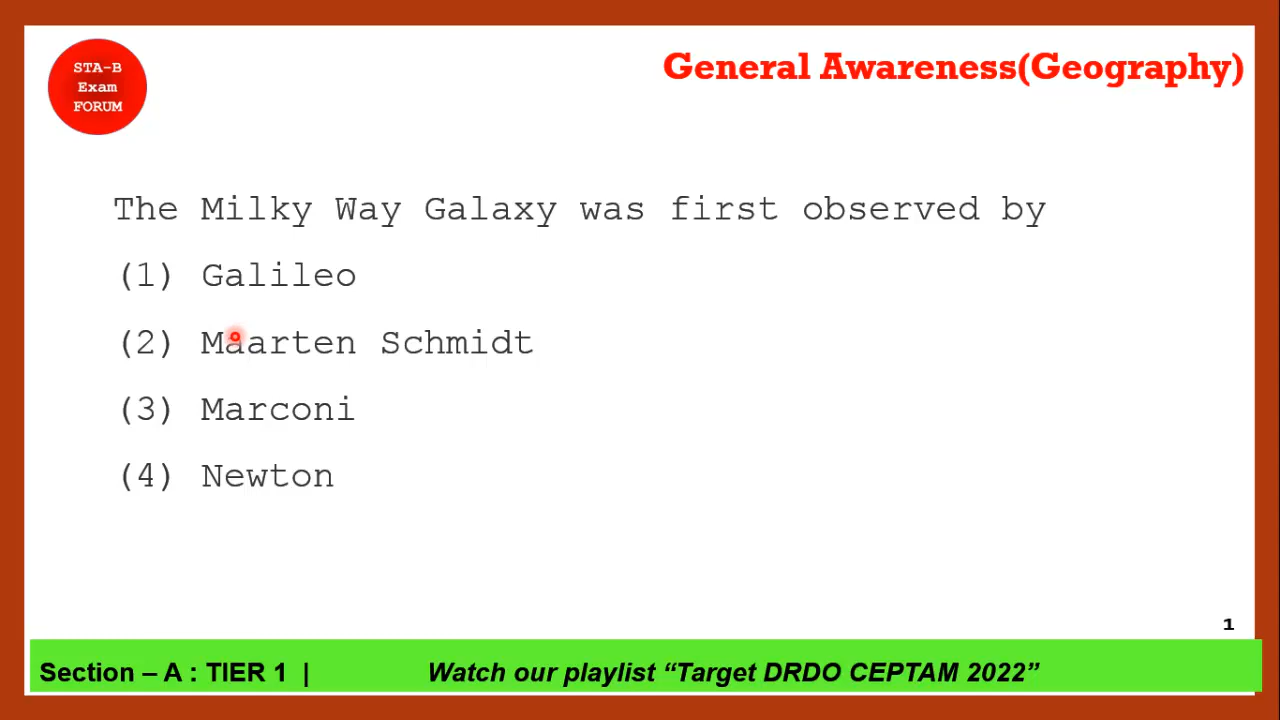 STA-B
Exam
FORUM
General Awareness(Geography)
The Milky Way Galaxy was first observed by
(1) Galileo
(2) Maarten Schmidt
(3) Marconi
(4) Newton
1
Section – A : TIER 1 | Watch our playlist “Target DRDO CEPTAM 2022”